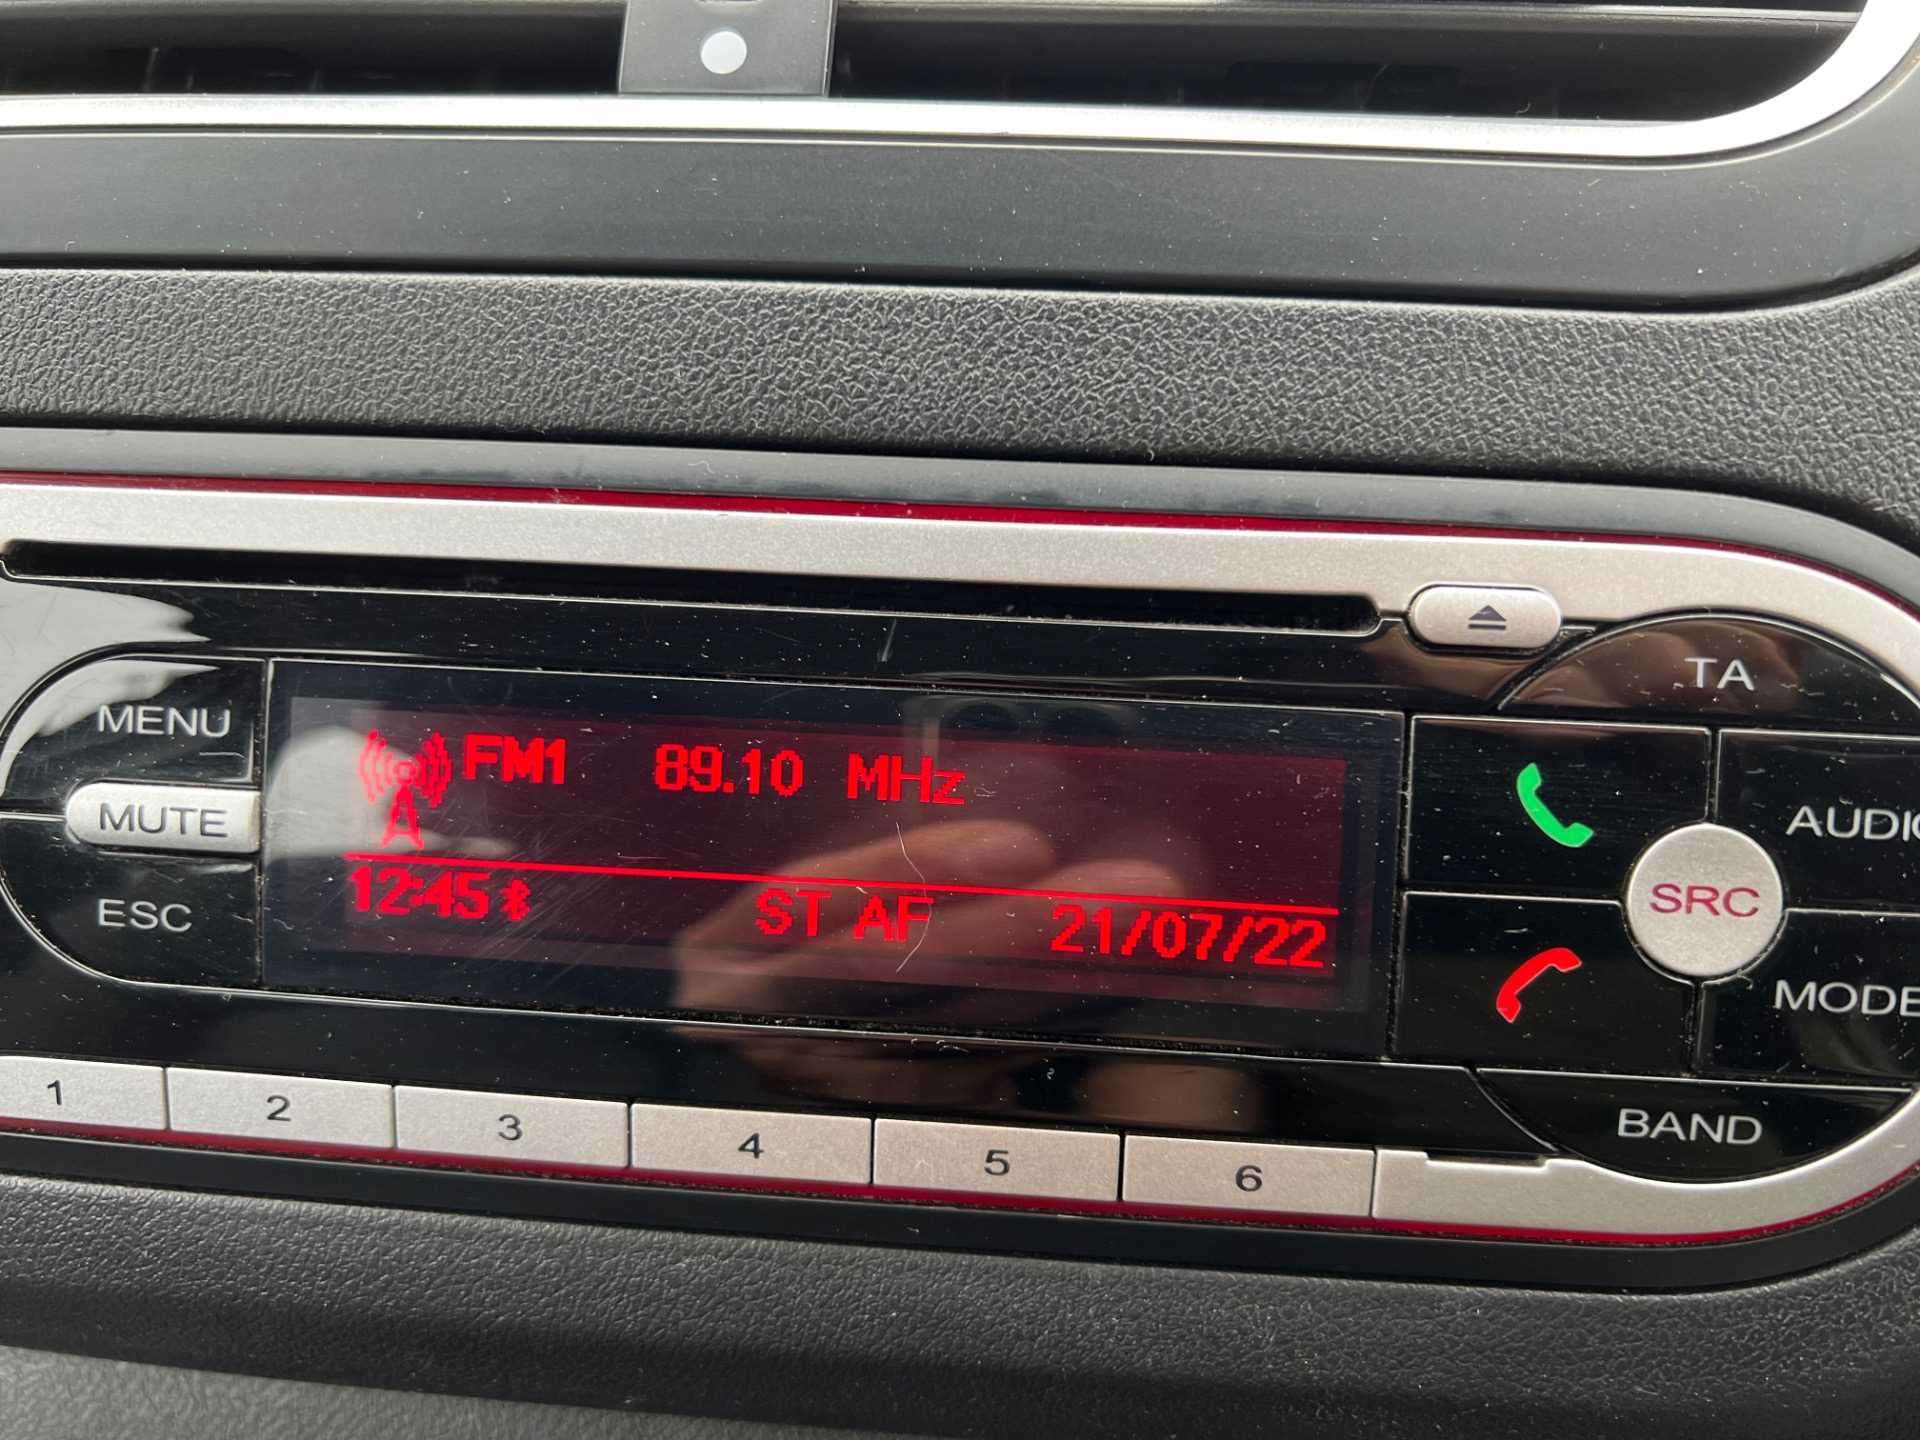 TA
MENU
FM1 89.10 MHz
MUTE
AUDIO
ESC
12:45 ST AF 21/07/22
SRC
MODE
1 2 3 4 5 6
BAND